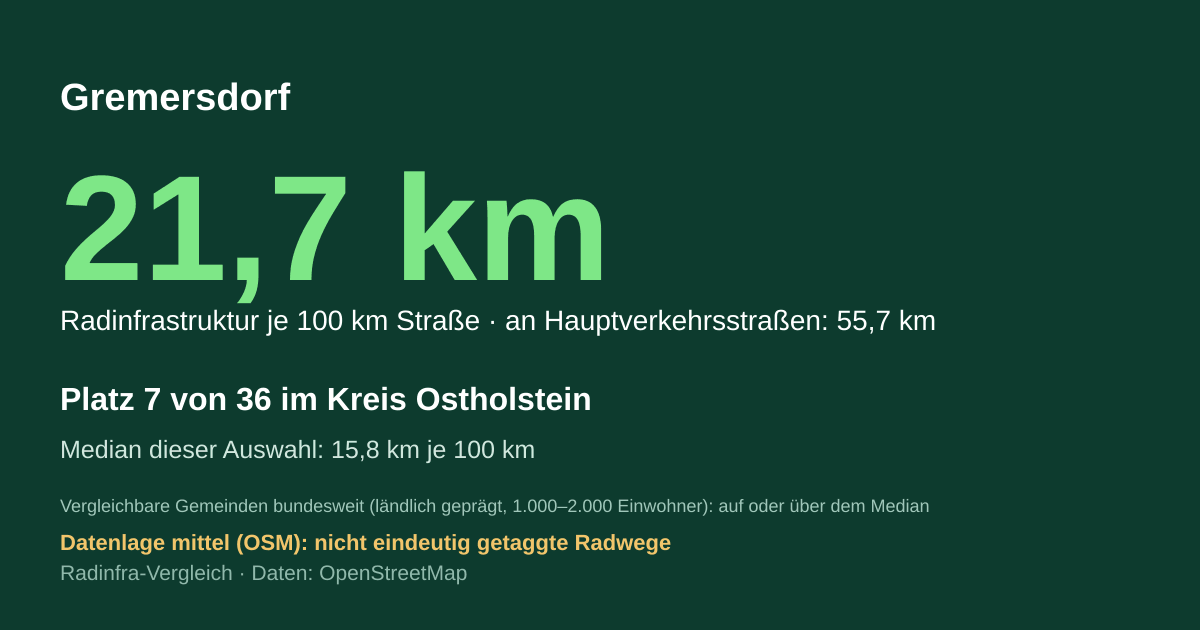 Gremersdorf
21,7 km
Radinfrastruktur je 100 km Straße · an Hauptverkehrsstraßen: 55,7 km
Platz 7 von 36 im Kreis Ostholstein
Median dieser Auswahl: 15,8 km je 100 km
Vergleichbare Gemeinden bundesweit (ländlich geprägt, 1.000–2.000 Einwohner): auf oder über dem Median
Datenlage mittel (OSM): nicht eindeutig getaggte Radwege
Radinfra-Vergleich · Daten: OpenStreetMap